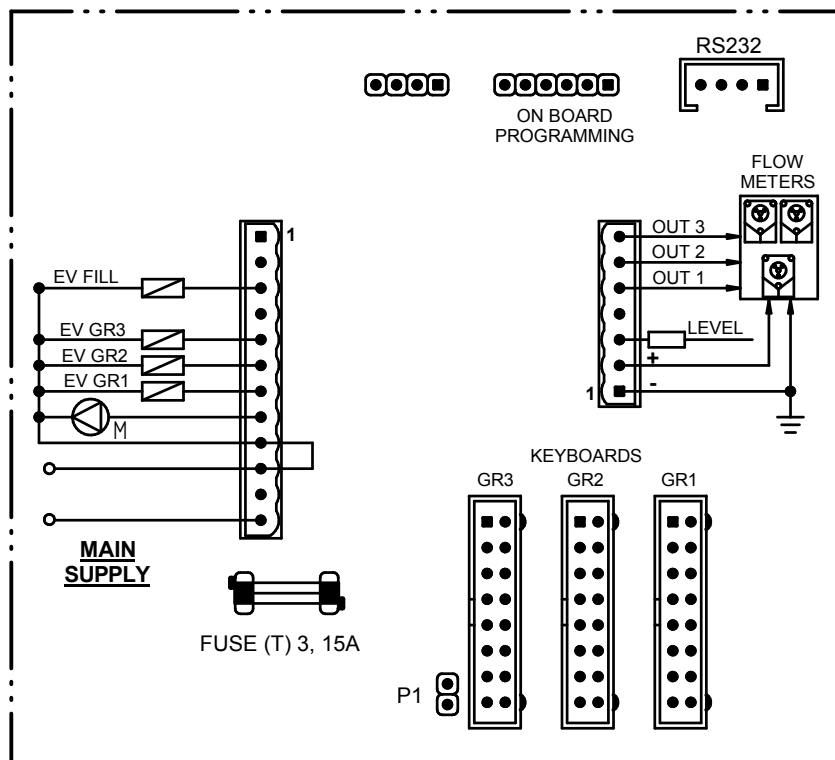 RS232
ON BOARD
PROGRAMMING
FLOW
METERS
1
OUT 3
OUT 2
EV FILL
OUT 1
EV GR3
LEVEL
EV GR2
+
EV GR1
1
-
M
KEYBOARDS
GR3
GR2
GR1
MAIN
SUPPLY
FUSE (T) 3, 15A
P1